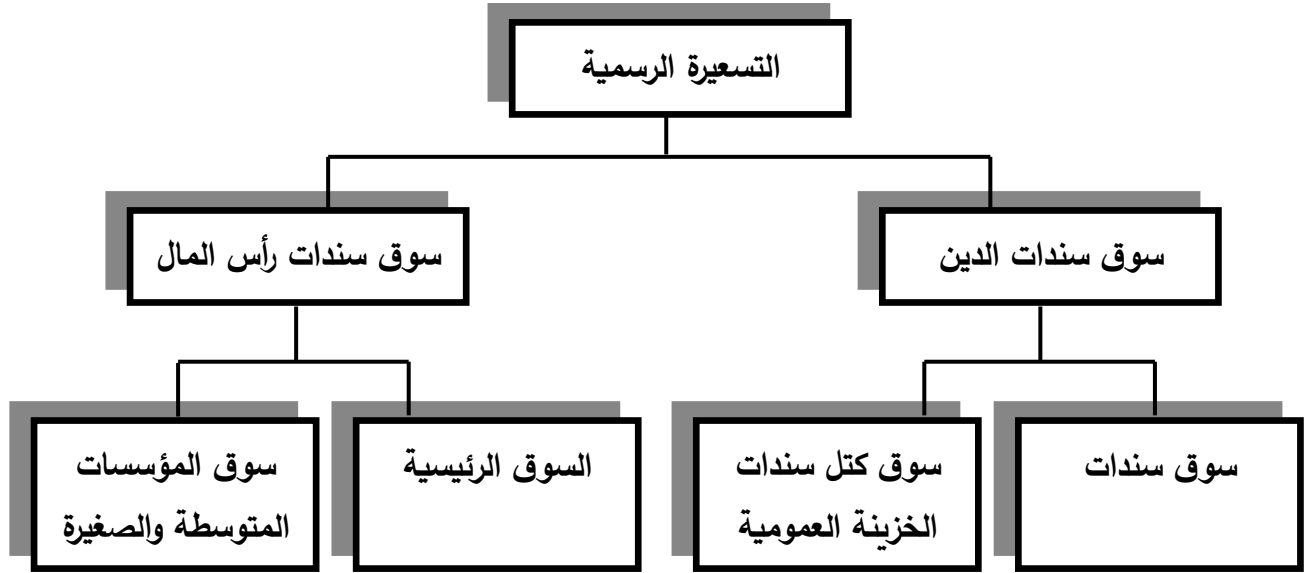 التسعيرة الرسمية
سوق سندات الدين
سوق سندات رأس المال
سوق سندات
سوق كتل سندات
الخزينة العمومية
السوق الرئيسية
سوق المؤسسات
المتوسطة والصغيرة